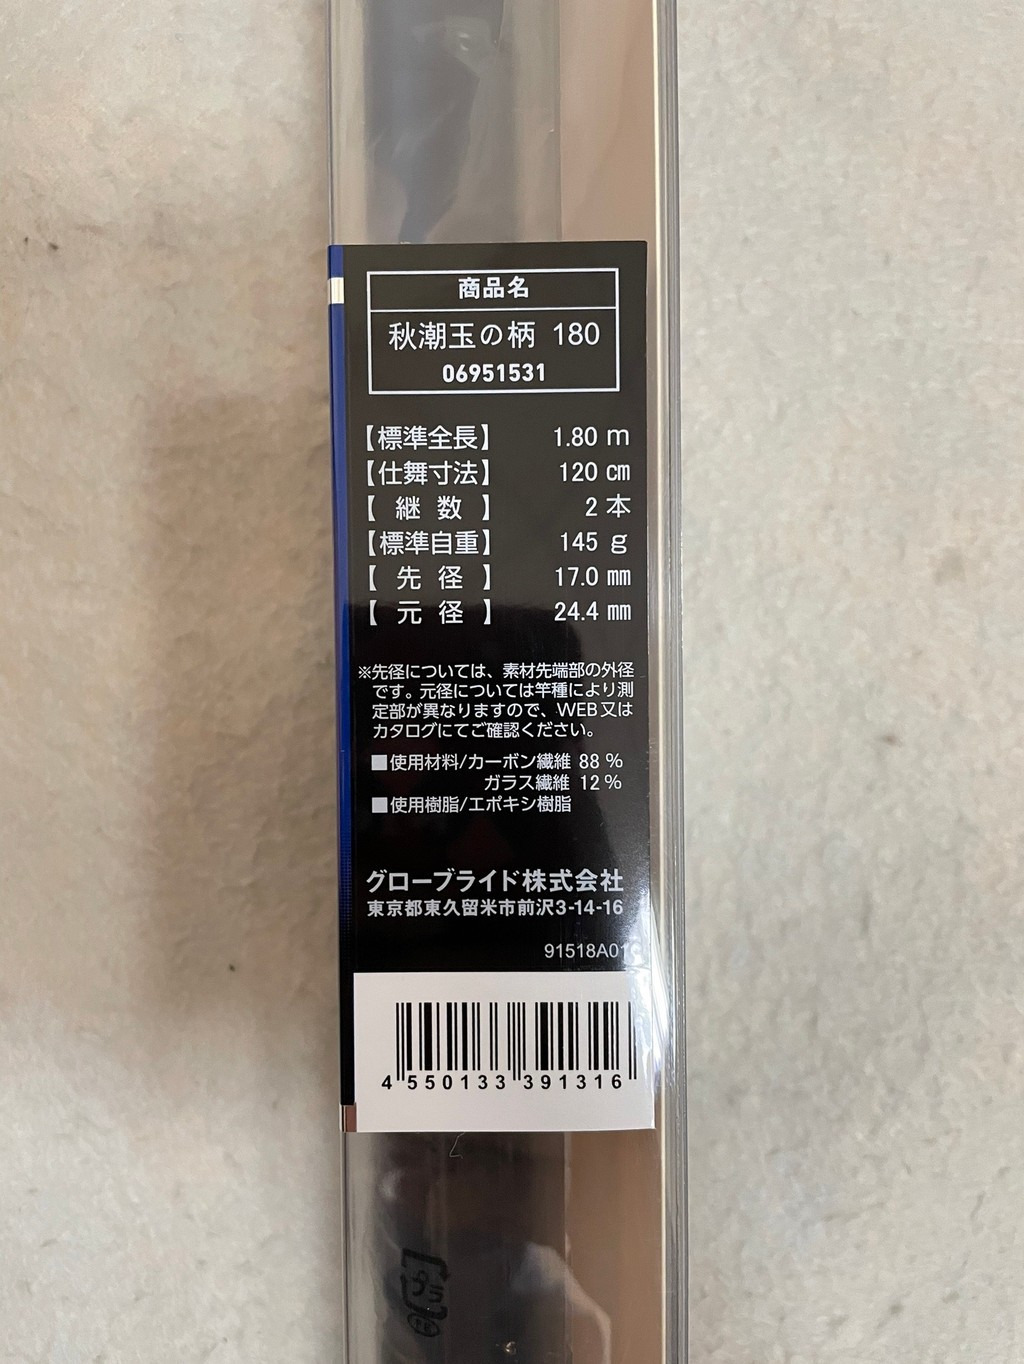 商品名
秋潮玉の柄 180
06951531
【標準全長】 1.80 m
【仕舞寸法】 120 cm
【継数】 2 本
【標準自重】 145 g
【先径】 17.0 mm
【元径】 24.4 mm
※先径については、素材先端部の外径
です。元径については竿種により測
定部が異なりますので、WEB又は
カタログにてご確認ください。
■使用材料/カーボン繊維 88 %
ガラス繊維 12 %
■使用樹脂/エポキシ樹脂
グローブライド株式会社
東京都東久留米市前沢3-14-16
91518A01
4 550133 391316
プラ